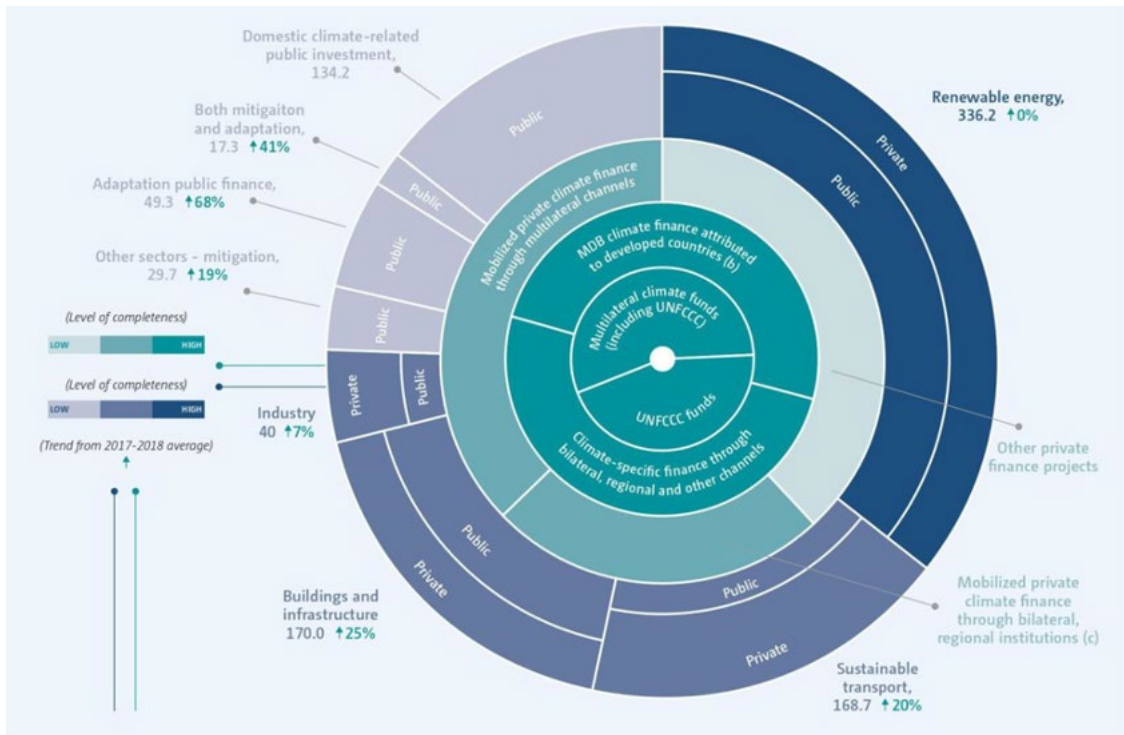 Domestic climate-related
public investment,
134.2
Both mitigaiton
and adaptation,
17.3 ↑41%
Adaptation public finance,
49.3 ↑68%
Other sectors - mitigation,
29.7 ↑19%
(Level of completeness)
LOW HIGH
(Level of completeness)
LOW HIGH
(Trend from 2017-2018 average)
↑
Industry
40 ↑7%
Buildings and
infrastructure
170.0 ↑25%
Sustainable
transport,
168.7 ↑20%
Renewable energy,
336.2 ↑0%
Other private
finance projects
Mobilized private
climate finance
through bilateral,
regional institutions (c)
Public
Public
Public
Public
Private
Public
Public
Private
Public
Private
Public
Private
Mobilized private climate finance
through multilateral channels
MDB climate finance attributed
to developed countries (b)
Multilateral climate funds
(including UNFCCC)
UNFCCC funds
Climate-specific finance through
bilateral, regional and other channels